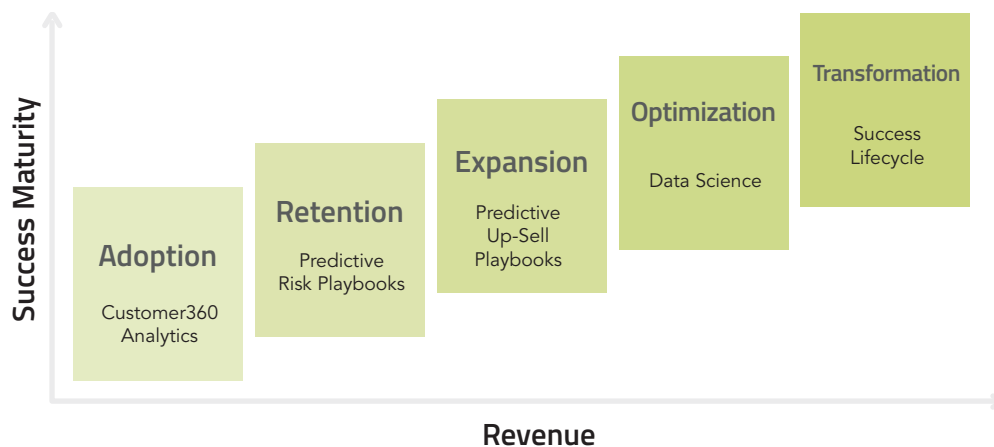 Success Maturity
Adoption
Customer360
Analytics
Retention
Predictive
Risk Playbooks
Expansion
Predictive
Up-Sell
Playbooks
Optimization
Data Science
Transformation
Success
Lifecycle
Revenue